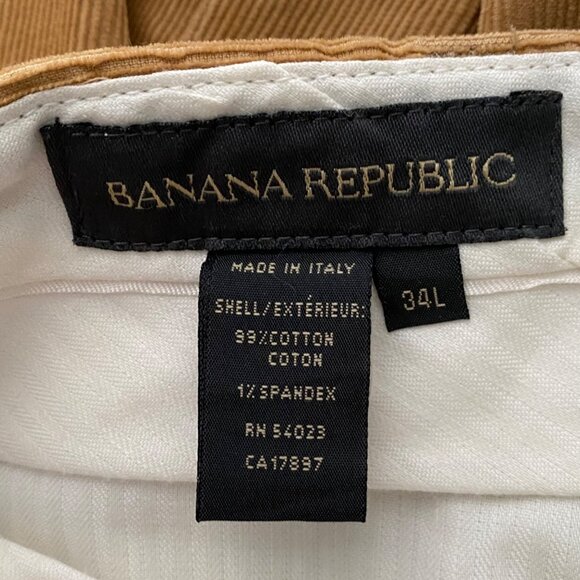 BANANA REPUBLIC
MADE IN ITALY
34L
SHELL/EXTÉRIEUR:
99%COTTON
COTON
1%SPANDEX
RN 54023
CA17897